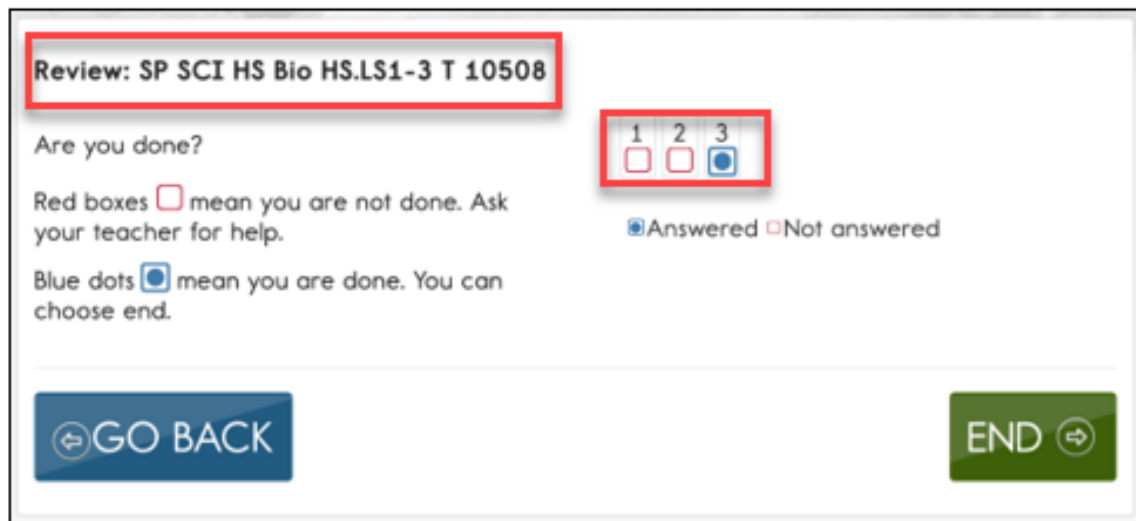 Review: SP SCI HS Bio HS.LS1-3 T 10508
Are you done?
Red boxes mean you are not done. Ask
your teacher for help.
Blue dots mean you are done. You can
choose end.
1 2 3
Answered Not answered
GO BACK
END